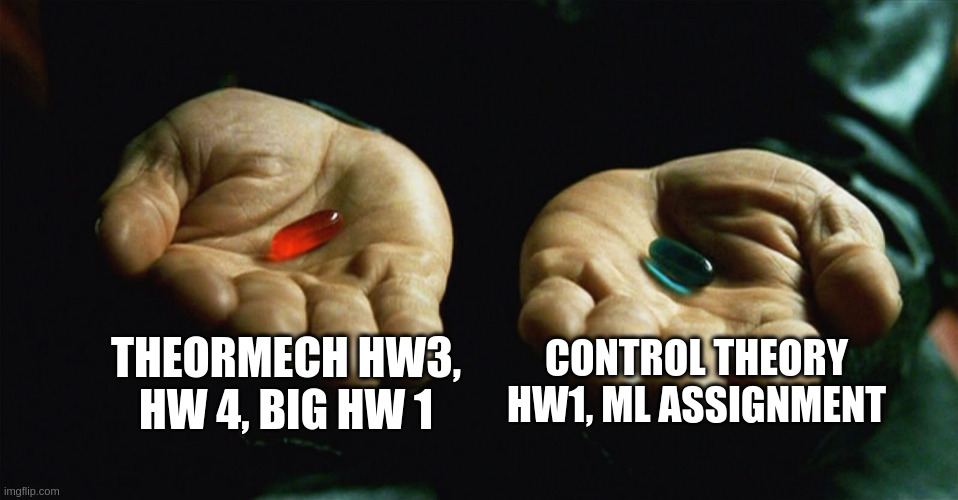 THEORMECH HW3,
HW 4, BIG HW 1
CONTROL THEORY
HW1, ML ASSIGNMENT
imgflip.com